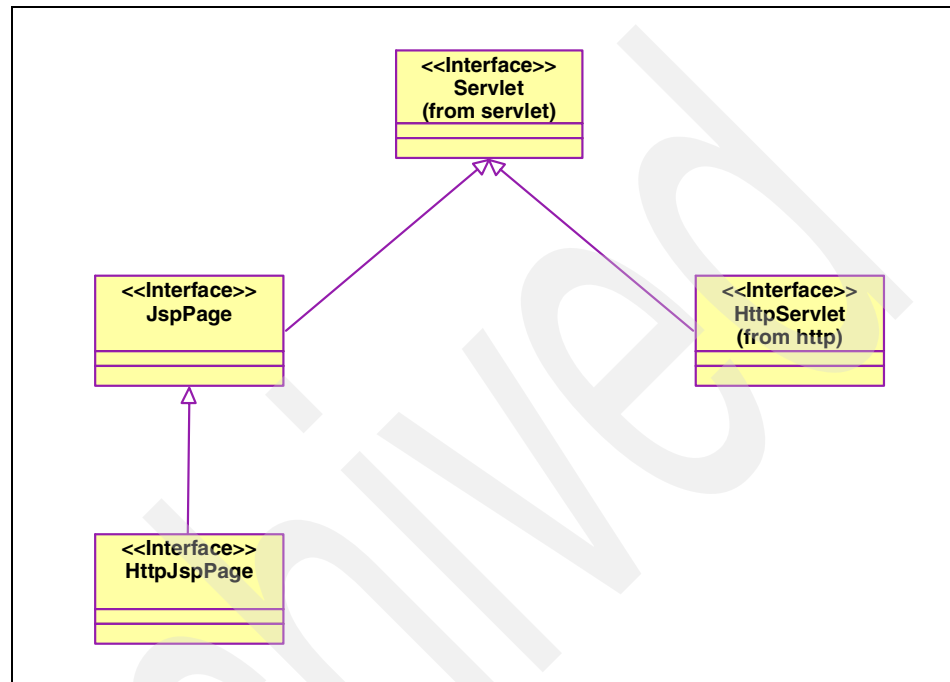 <<Interface>>
Servlet
(from servlet)
<<Interface>>
JspPage
<<Interface>>
HttpServlet
(from http)
<<Interface>>
HttpJspPage